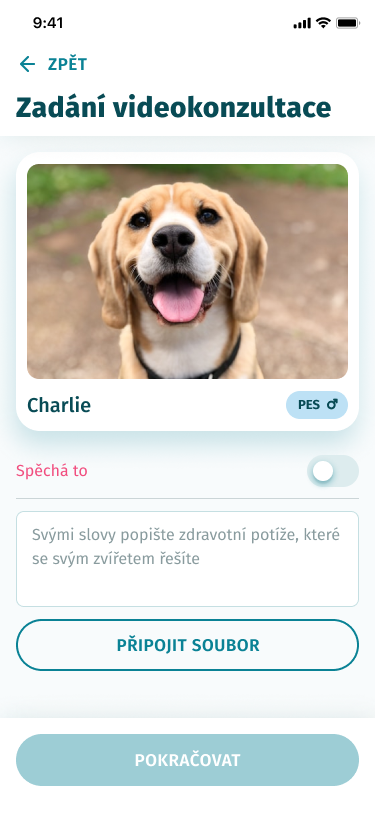 9:41
ZPĚT
Zadání videokonzultace
Charlie
PES
Spěchá to
Svými slovy popište zdravotní potíže, které
se svým zvířetem řešíte
PŘIPOJIT SOUBOR
POKRAČOVAT